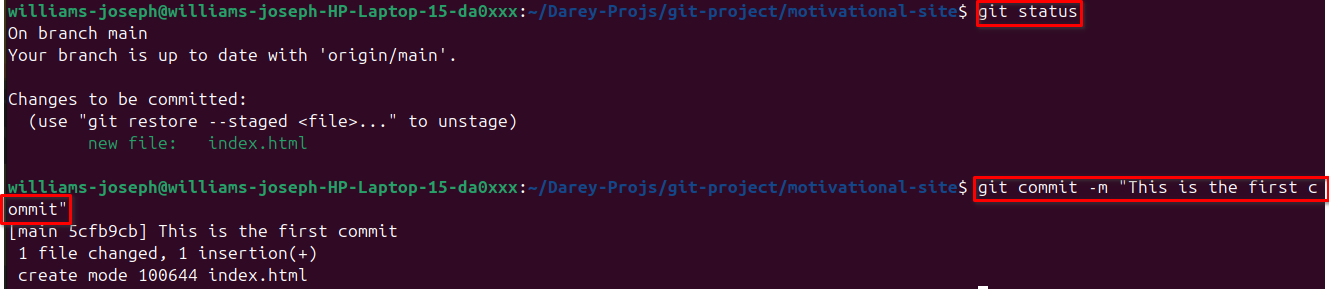 williams-joseph@williams-joseph-HP-Laptop-15-da0xxx:~/Darey-Projs/git-project/motivational-site$ git status
On branch main
Your branch is up to date with 'origin/main'.
Changes to be committed:
  (use "git restore --staged <file>..." to unstage)
        new file:   index.html
williams-joseph@williams-joseph-HP-Laptop-15-da0xxx:~/Darey-Projs/git-project/motivational-site$ git commit -m "This is the first c
ommit"
[main 5cfb9cb] This is the first commit
 1 file changed, 1 insertion(+)
 create mode 100644 index.html